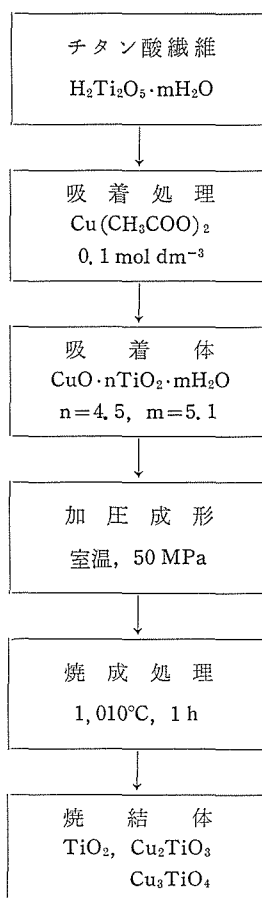 チタン酸繊維
H₂Ti₂O₅·mH₂O
吸着処理
Cu(CH₃COO)₂
0.1 mol dm⁻³
吸着体
CuO·nTiO₂·mH₂O
n=4.5, m=5.1
加圧成形
室温, 50 MPa
焼成処理
1,010°C, 1 h
焼結体
TiO₂, Cu₂TiO₃
Cu₃TiO₄